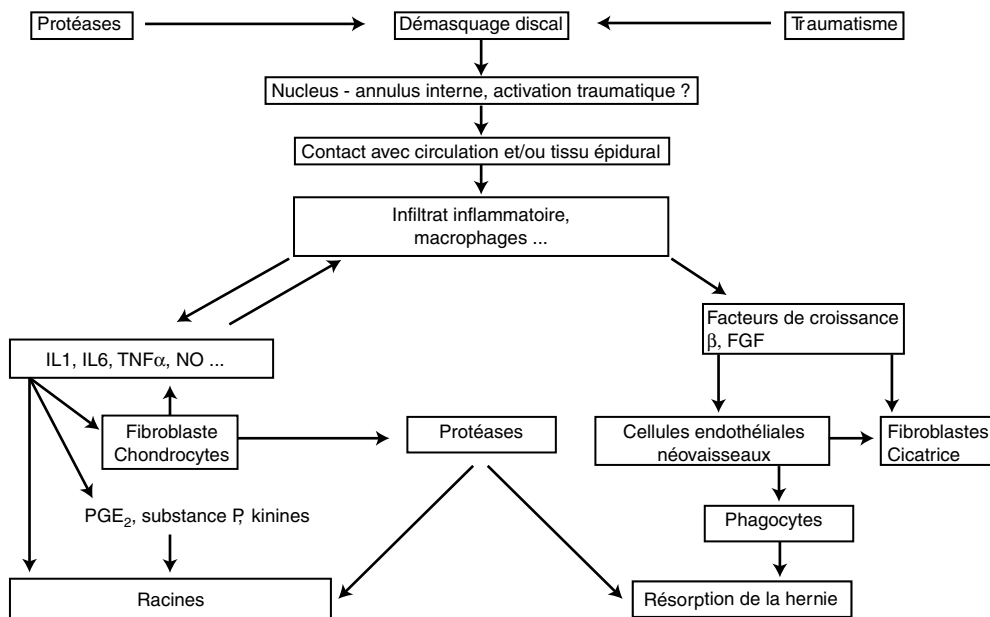 Protéases
Démasquage discal
Traumatisme
Nucleus - annulus interne, activation traumatique ?
Contact avec circulation et/ou tissu épidural
Infiltrat inflammatoire,
macrophages ...
Facteurs de croissance
β, FGF
IL1, IL6, TNFα, NO ...
Fibroblaste
Chondrocytes
Protéases
Cellules endothéliales
néovaisseaux
Fibroblastes
Cicatrice
PGE₂, substance P, kinines
Phagocytes
Racines
Résorption de la hernie